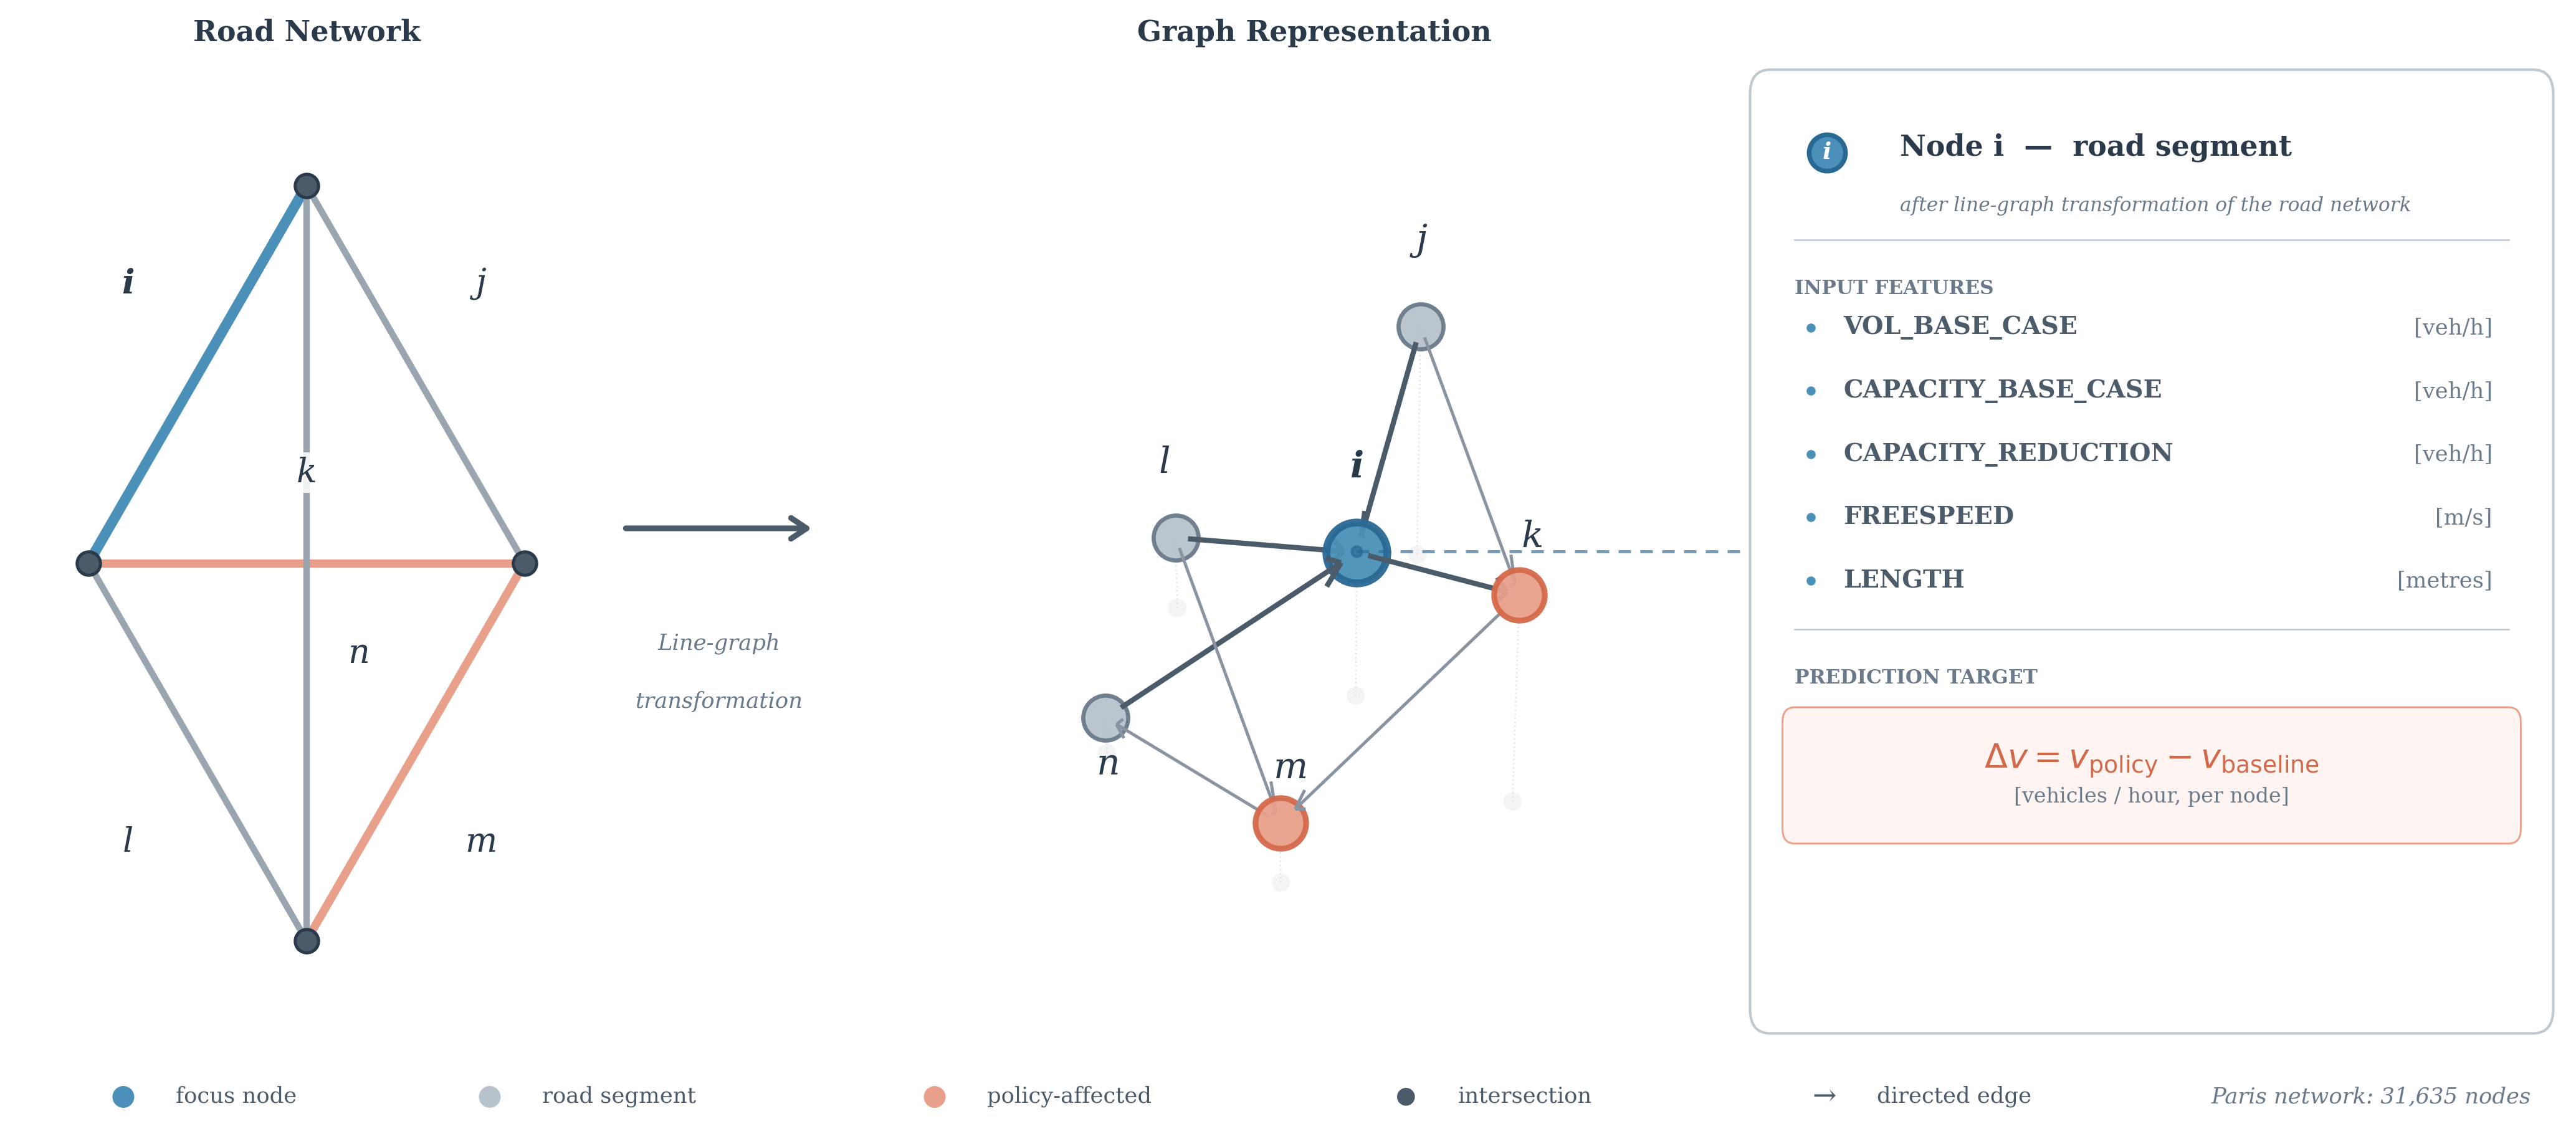 Road Network
Graph Representation
i
j
k
n
l
m
Line-graph
transformation
j
l
i
k
n
m
i
Node i — road segment
after line-graph transformation of the road network
INPUT FEATURES
• VOL_BASE_CASE [veh/h]
• CAPACITY_BASE_CASE [veh/h]
• CAPACITY_REDUCTION [veh/h]
• FREESPEED [m/s]
• LENGTH [metres]
PREDICTION TARGET
Δv = v_policy − v_baseline
[vehicles / hour, per node]
focus node
road segment
policy-affected
intersection
→ directed edge
Paris network: 31,635 nodes